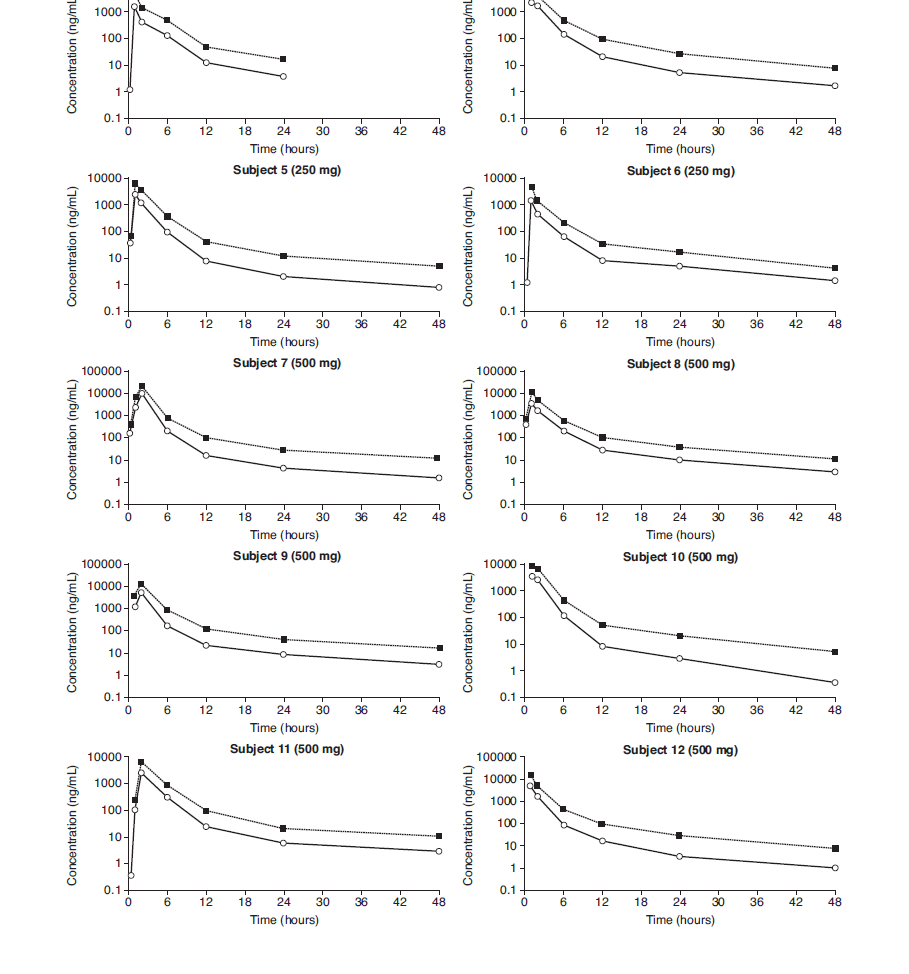 Concentration (ng/mL)
1000
100
10
1
0.1
0 6 12 18 24 30 36 42 48
Time (hours)
Concentration (ng/mL)
1000
100
10
1
0.1
0 6 12 18 24 30 36 42 48
Time (hours)
Subject 5 (250 mg)
Concentration (ng/mL)
10000
1000
100
10
1
0.1
0 6 12 18 24 30 36 42 48
Time (hours)
Subject 6 (250 mg)
Concentration (ng/mL)
10000
1000
100
10
1
0.1
0 6 12 18 24 30 36 42 48
Time (hours)
Subject 7 (500 mg)
Concentration (ng/mL)
100000
10000
1000
100
10
1
0.1
0 6 12 18 24 30 36 42 48
Time (hours)
Subject 8 (500 mg)
Concentration (ng/mL)
100000
10000
1000
100
10
1
0.1
0 6 12 18 24 30 36 42 48
Time (hours)
Subject 9 (500 mg)
Concentration (ng/mL)
100000
10000
1000
100
10
1
0.1
0 6 12 18 24 30 36 42 48
Time (hours)
Subject 10 (500 mg)
Concentration (ng/mL)
10000
1000
100
10
1
0.1
0 6 12 18 24 30 36 42 48
Time (hours)
Subject 11 (500 mg)
Concentration (ng/mL)
10000
1000
100
10
1
0.1
0 6 12 18 24 30 36 42 48
Time (hours)
Subject 12 (500 mg)
Concentration (ng/mL)
100000
10000
1000
100
10
1
0.1
0 6 12 18 24 30 36 42 48
Time (hours)